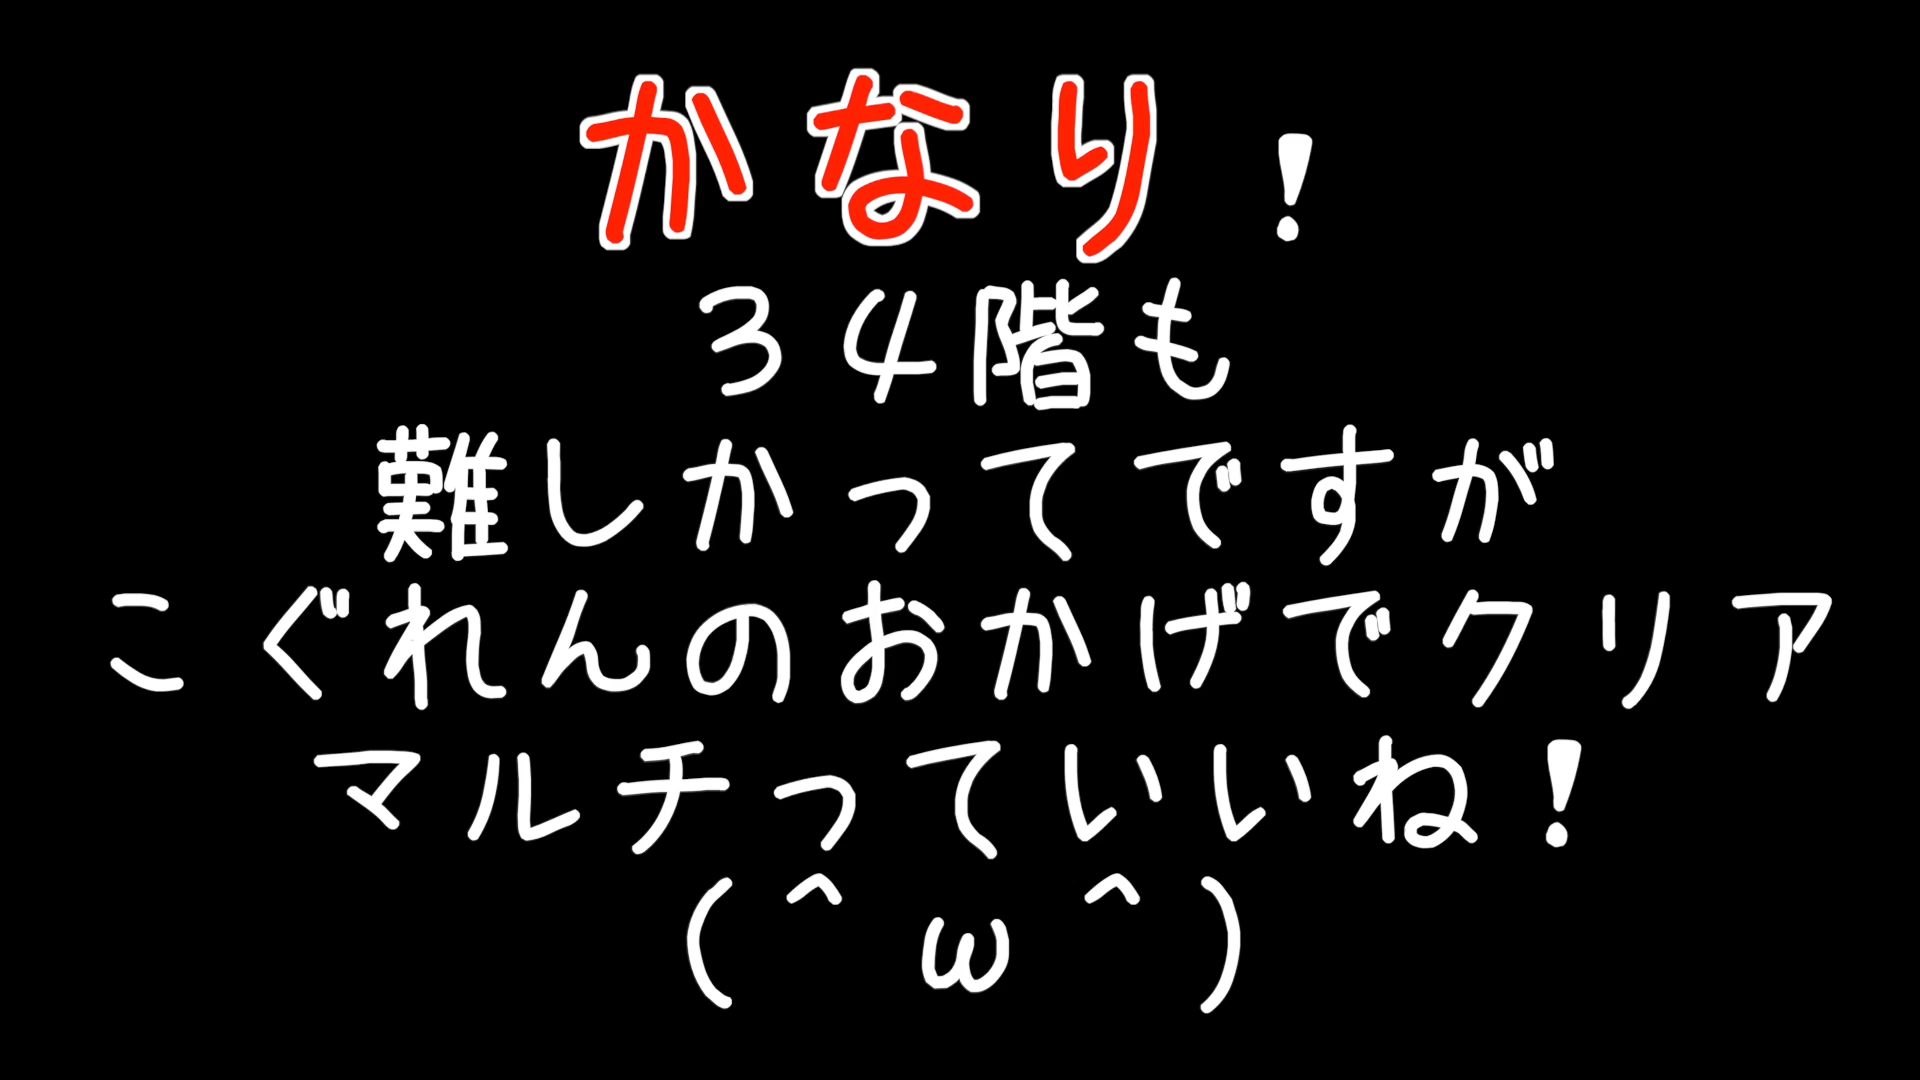 かなり！
３４階も
難しかってですが
こぐれんのおかげでクリア
マルチっていいね！
(＾ω＾)